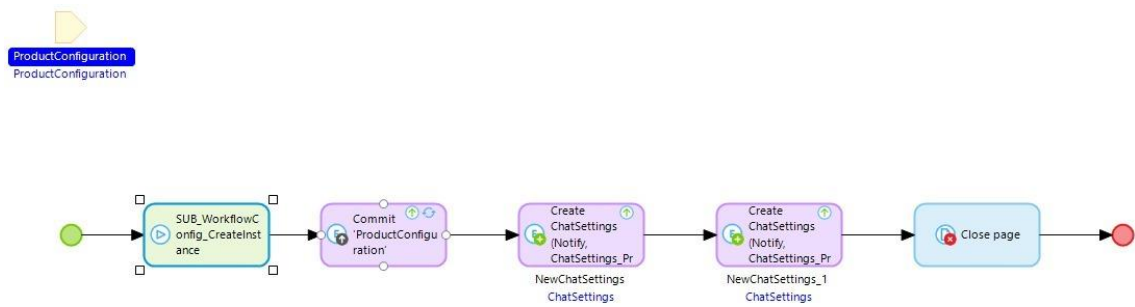 ProductConfiguration
ProductConfiguration
SUB_WorkflowC
onfig_CreateInst
ance
Commit
'ProductConfigu
ration'
Create
ChatSettings
(Notify,
ChatSettings_Pr
NewChatSettings
ChatSettings
Create
ChatSettings
(Notify,
ChatSettings_Pr
NewChatSettings_1
ChatSettings
Close page